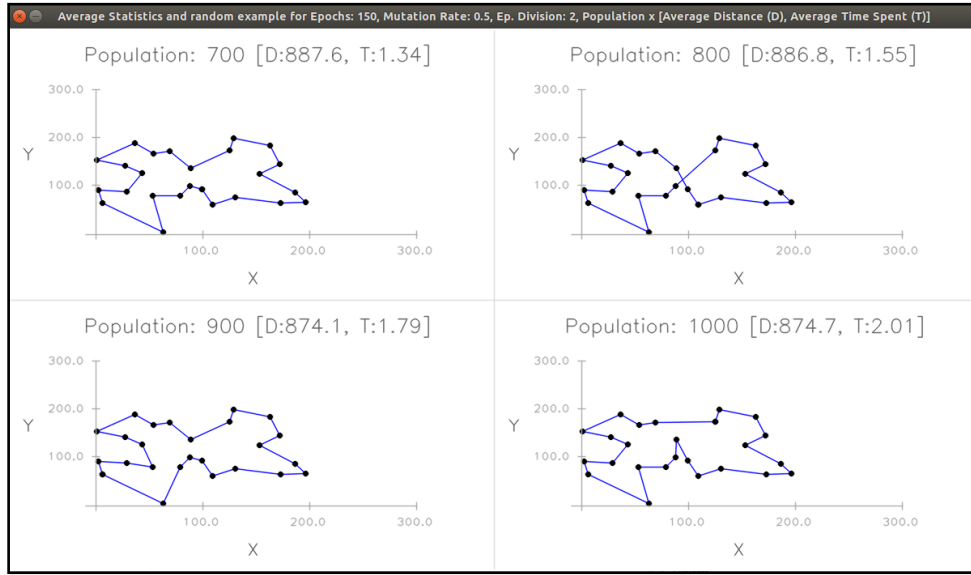 Average Statistics and random example for Epochs: 150, Mutation Rate: 0.5, Ep. Division: 2, Population x [Average Distance (D), Average Time Spent (T)]
Population: 700 [D:887.6, T:1.34]
300.0
200.0
Y
100.0
100.0 200.0 300.0
X
Population: 800 [D:886.8, T:1.55]
300.0
200.0
Y
100.0
100.0 200.0 300.0
X
Population: 900 [D:874.1, T:1.79]
300.0
200.0
Y
100.0
100.0 200.0 300.0
X
Population: 1000 [D:874.7, T:2.01]
300.0
200.0
Y
100.0
100.0 200.0 300.0
X